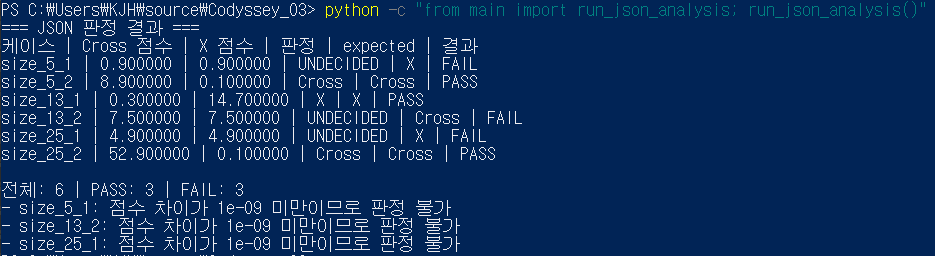 PS C:₩Users₩KJH₩source₩Codyssey_03> python -c "from main import run_json_analysis; run_json_analysis()"
=== JSON 판정 결과 ===
케이스 | Cross 점수 | X 점수 | 판정 | expected | 결과
size_5_1 | 0.900000 | 0.900000 | UNDECIDED | X | FAIL
size_5_2 | 8.900000 | 0.100000 | Cross | Cross | PASS
size_13_1 | 0.300000 | 14.700000 | X | X | PASS
size_13_2 | 7.500000 | 7.500000 | UNDECIDED | Cross | FAIL
size_25_1 | 4.900000 | 4.900000 | UNDECIDED | X | FAIL
size_25_2 | 52.900000 | 0.100000 | Cross | Cross | PASS
전체: 6 | PASS: 3 | FAIL: 3
- size_5_1: 점수 차이가 1e-09 미만이므로 판정 불가
- size_13_2: 점수 차이가 1e-09 미만이므로 판정 불가
- size_25_1: 점수 차이가 1e-09 미만이므로 판정 불가